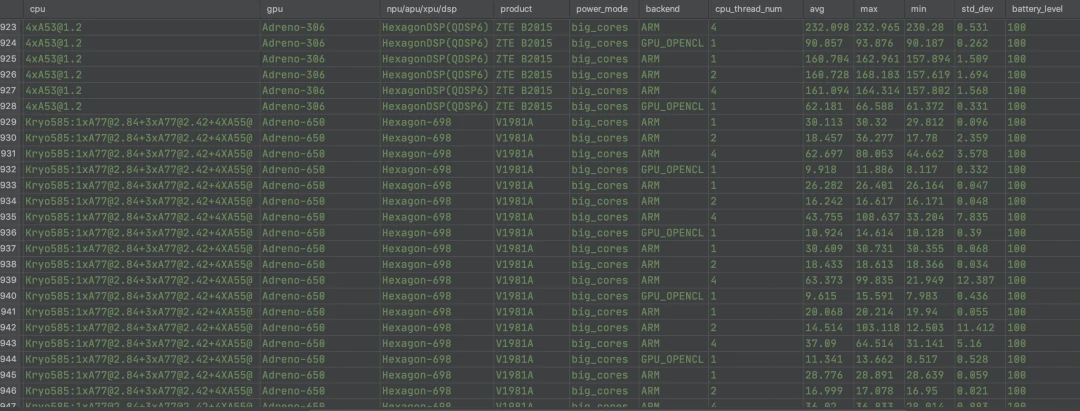 cpu gpu npu/apu/xpu/dsp product power_mode backend cpu_thread_num avg max min std_dev battery_level
923 4xA53@1.2 Adreno-306 HexagonDSP(QDSP6) ZTE B2015 big_cores ARM 4 232.098 232.965 230.28 0.531 100
924 4xA53@1.2 Adreno-306 HexagonDSP(QDSP6) ZTE B2015 big_cores GPU_OPENCL 1 90.857 93.876 90.187 0.262 100
925 4xA53@1.2 Adreno-306 HexagonDSP(QDSP6) ZTE B2015 big_cores ARM 1 160.704 162.961 157.894 1.509 100
926 4xA53@1.2 Adreno-306 HexagonDSP(QDSP6) ZTE B2015 big_cores ARM 2 160.728 168.183 157.619 1.694 100
927 4xA53@1.2 Adreno-306 HexagonDSP(QDSP6) ZTE B2015 big_cores ARM 4 161.094 164.314 157.802 1.568 100
928 4xA53@1.2 Adreno-306 HexagonDSP(QDSP6) ZTE B2015 big_cores GPU_OPENCL 1 62.181 66.588 61.372 0.331 100
929 Kryo585:1xA77@2.84+3xA77@2.42+4XA55@ Adreno-650 Hexagon-698 V1981A big_cores ARM 1 30.113 30.32 29.812 0.096 100
930 Kryo585:1xA77@2.84+3xA77@2.42+4XA55@ Adreno-650 Hexagon-698 V1981A big_cores ARM 2 18.457 36.277 17.78 2.359 100
931 Kryo585:1xA77@2.84+3xA77@2.42+4XA55@ Adreno-650 Hexagon-698 V1981A big_cores ARM 4 62.697 80.053 44.662 3.578 100
932 Kryo585:1xA77@2.84+3xA77@2.42+4XA55@ Adreno-650 Hexagon-698 V1981A big_cores GPU_OPENCL 1 9.918 11.886 8.117 0.332 100
933 Kryo585:1xA77@2.84+3xA77@2.42+4XA55@ Adreno-650 Hexagon-698 V1981A big_cores ARM 1 26.282 26.401 26.164 0.047 100
934 Kryo585:1xA77@2.84+3xA77@2.42+4XA55@ Adreno-650 Hexagon-698 V1981A big_cores ARM 2 16.242 16.617 16.171 0.048 100
935 Kryo585:1xA77@2.84+3xA77@2.42+4XA55@ Adreno-650 Hexagon-698 V1981A big_cores ARM 4 43.755 108.637 33.204 7.835 100
936 Kryo585:1xA77@2.84+3xA77@2.42+4XA55@ Adreno-650 Hexagon-698 V1981A big_cores GPU_OPENCL 1 10.924 14.614 10.128 0.39 100
937 Kryo585:1xA77@2.84+3xA77@2.42+4XA55@ Adreno-650 Hexagon-698 V1981A big_cores ARM 1 30.609 30.731 30.355 0.068 100
938 Kryo585:1xA77@2.84+3xA77@2.42+4XA55@ Adreno-650 Hexagon-698 V1981A big_cores ARM 2 18.433 18.613 18.366 0.034 100
939 Kryo585:1xA77@2.84+3xA77@2.42+4XA55@ Adreno-650 Hexagon-698 V1981A big_cores ARM 4 63.373 99.835 21.949 12.387 100
940 Kryo585:1xA77@2.84+3xA77@2.42+4XA55@ Adreno-650 Hexagon-698 V1981A big_cores GPU_OPENCL 1 9.615 15.591 7.983 0.436 100
941 Kryo585:1xA77@2.84+3xA77@2.42+4XA55@ Adreno-650 Hexagon-698 V1981A big_cores ARM 1 20.068 20.214 19.94 0.055 100
942 Kryo585:1xA77@2.84+3xA77@2.42+4XA55@ Adreno-650 Hexagon-698 V1981A big_cores ARM 2 14.514 103.118 12.503 11.412 100
943 Kryo585:1xA77@2.84+3xA77@2.42+4XA55@ Adreno-650 Hexagon-698 V1981A big_cores ARM 4 37.09 64.514 31.141 5.16 100
944 Kryo585:1xA77@2.84+3xA77@2.42+4XA55@ Adreno-650 Hexagon-698 V1981A big_cores GPU_OPENCL 1 11.341 13.662 8.517 0.528 100
945 Kryo585:1xA77@2.84+3xA77@2.42+4XA55@ Adreno-650 Hexagon-698 V1981A big_cores ARM 1 28.776 28.891 28.639 0.059 100
946 Kryo585:1xA77@2.84+3xA77@2.42+4XA55@ Adreno-650 Hexagon-698 V1981A big_cores ARM 2 16.999 17.078 16.95 0.021 100
947 Kryo585:1xA77@2.84+3xA77@2.42+4XA55@ Adreno-650 Hexagon-698 V1981A big_cores ARM 4 100